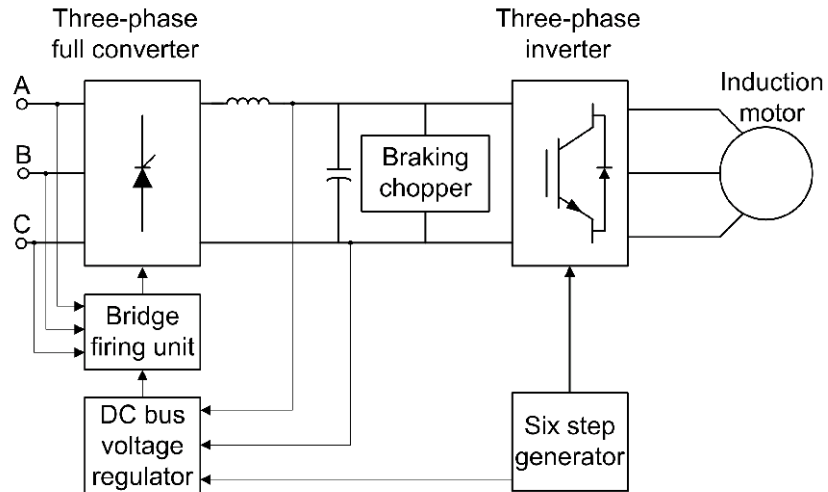 Three-phase
full converter
Three-phase
inverter
Induction
motor
A
B
C
Braking
chopper
Bridge
firing unit
DC bus
voltage
regulator
Six step
generator